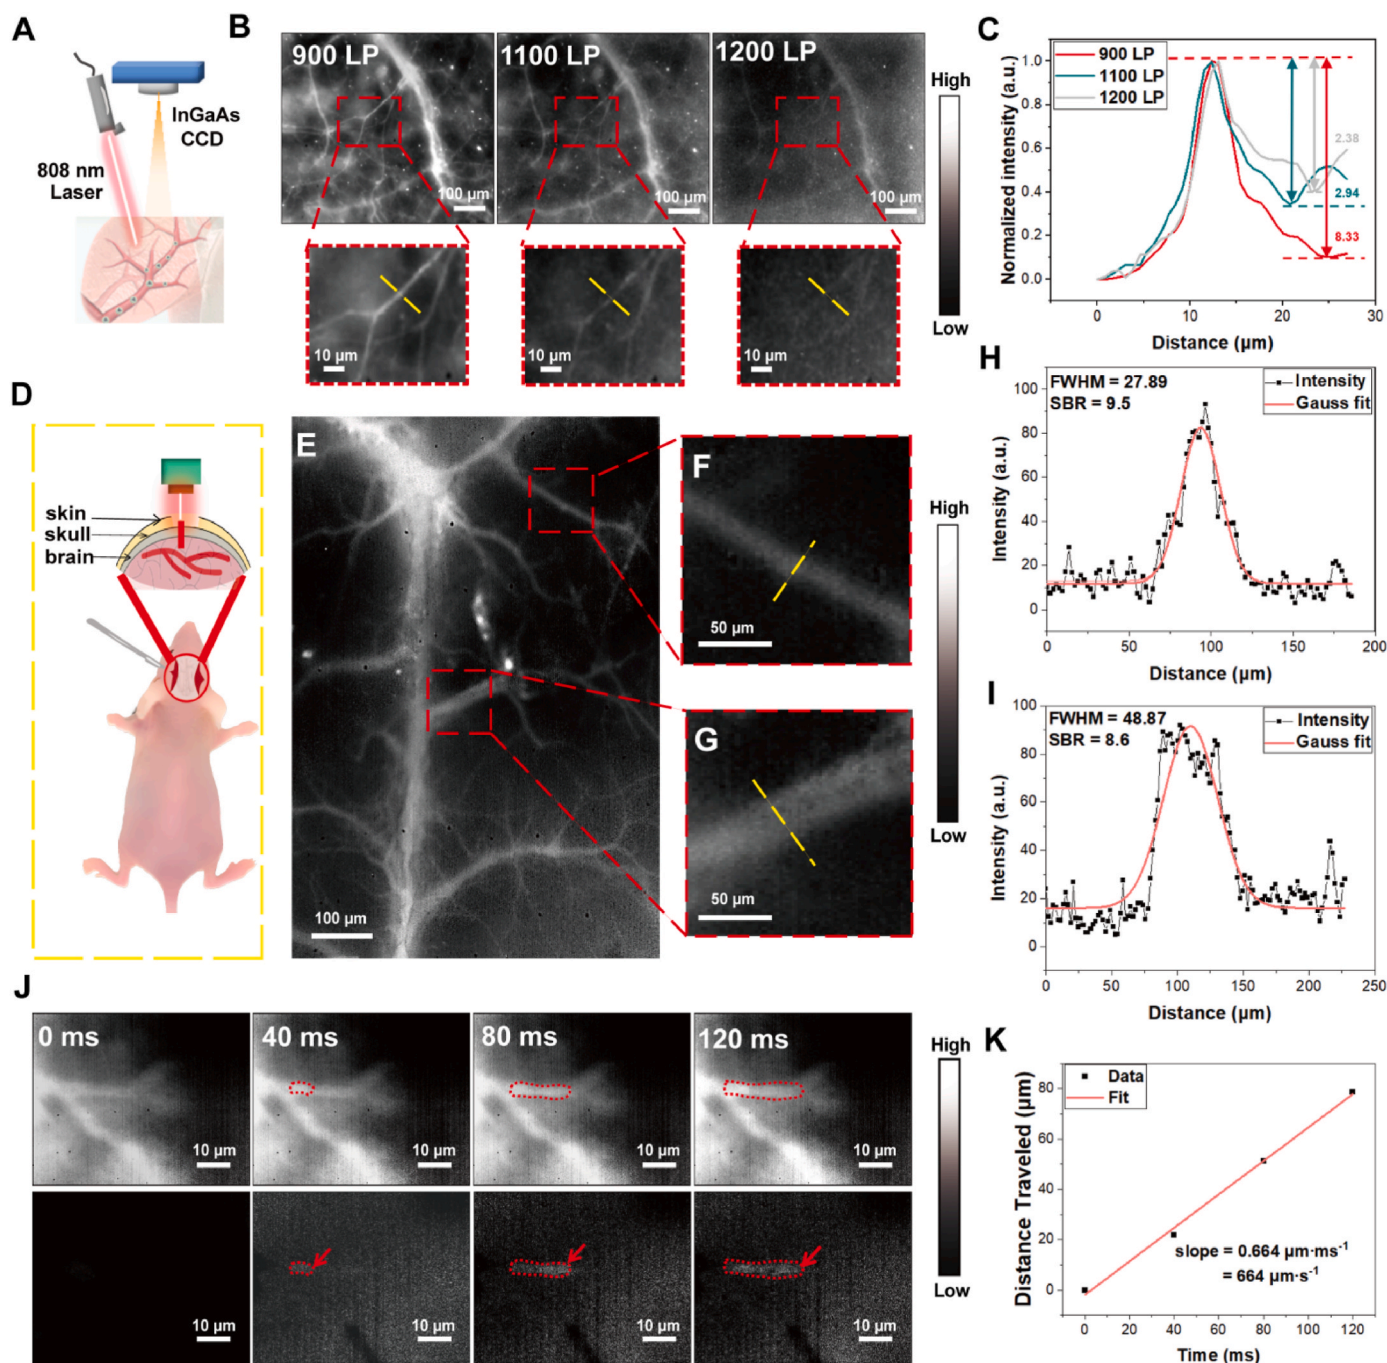 A
InGaAs
CCD
808 nm
Laser
B
900 LP
1100 LP
1200 LP
100 µm
100 µm
100 µm
10 µm
10 µm
10 µm
High
Low
C
900 LP
1100 LP
1200 LP
2.38
2.94
8.33
Normalized intensity (a.u.)
1.0
0.8
0.6
0.4
0.2
0.0
0
10
20
30
Distance (µm)
D
skin
skull
brain
E
100 µm
F
50 µm
G
50 µm
High
Low
H
FWHM = 27.89
SBR = 9.5
Intensity
Gauss fit
Intensity (a.u.)
100
80
60
40
20
0
0
50
100
150
200
Distance (µm)
I
FWHM = 48.87
SBR = 8.6
Intensity
Gauss fit
Intensity (a.u.)
100
80
60
40
20
0
0
50
100
150
200
250
Distance (µm)
J
0 ms
40 ms
80 ms
120 ms
10 µm
10 µm
10 µm
10 µm
10 µm
10 µm
10 µm
10 µm
High
Low
K
Data
Fit
Distance Traveled (µm)
80
60
40
20
0
slope = 0.664 µm·ms⁻¹
= 664 µm·s⁻¹
0
20
40
60
80
100
120
Time (ms)